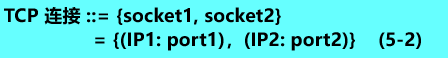 TCP 连接 ::= {socket1, socket2}
= {(IP1: port1)，(IP2: port2)} (5-2)